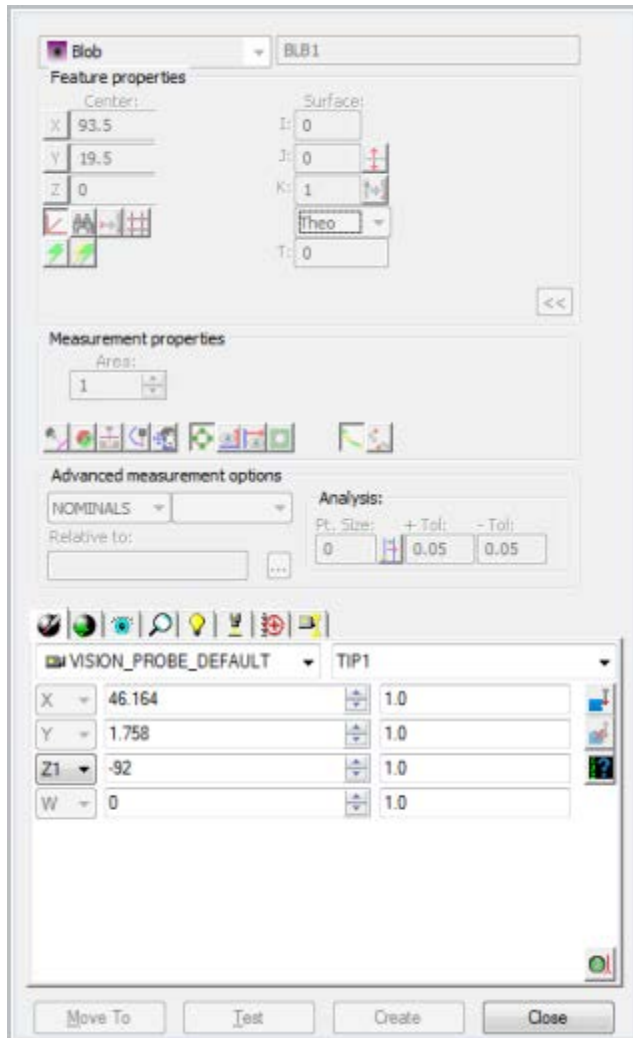 Blob BLB1
Feature properties
Center: Surface:
X 93.5 I: 0
Y 19.5 J: 0
Z 0 K: 1
Theo
T: 0
<<
Measurement properties
Area:
1
Advanced measurement options
NOMINALS Analysis:
Pt. Size: + Tol: - Tol:
Relative to: 0 0.05 0.05
...
VISION_PROBE_DEFAULT TIP1
X 46.164 1.0
Y 1.758 1.0
Z1 -92 1.0
W 0 1.0
Move To Test Create Close